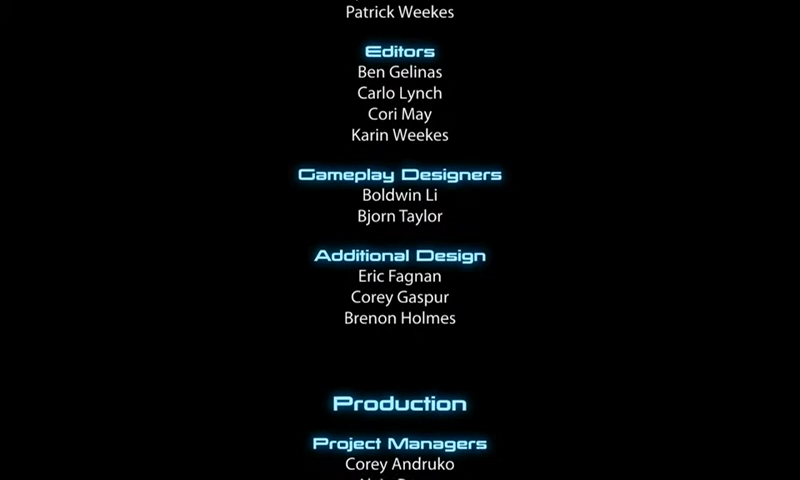 Patrick Weekes
Editors
Ben Gelinas
Carlo Lynch
Cori May
Karin Weekes
Gameplay Designers
Boldwin Li
Bjorn Taylor
Additional Design
Eric Fagnan
Corey Gaspur
Brenon Holmes
Production
Project Managers
Corey Andruko